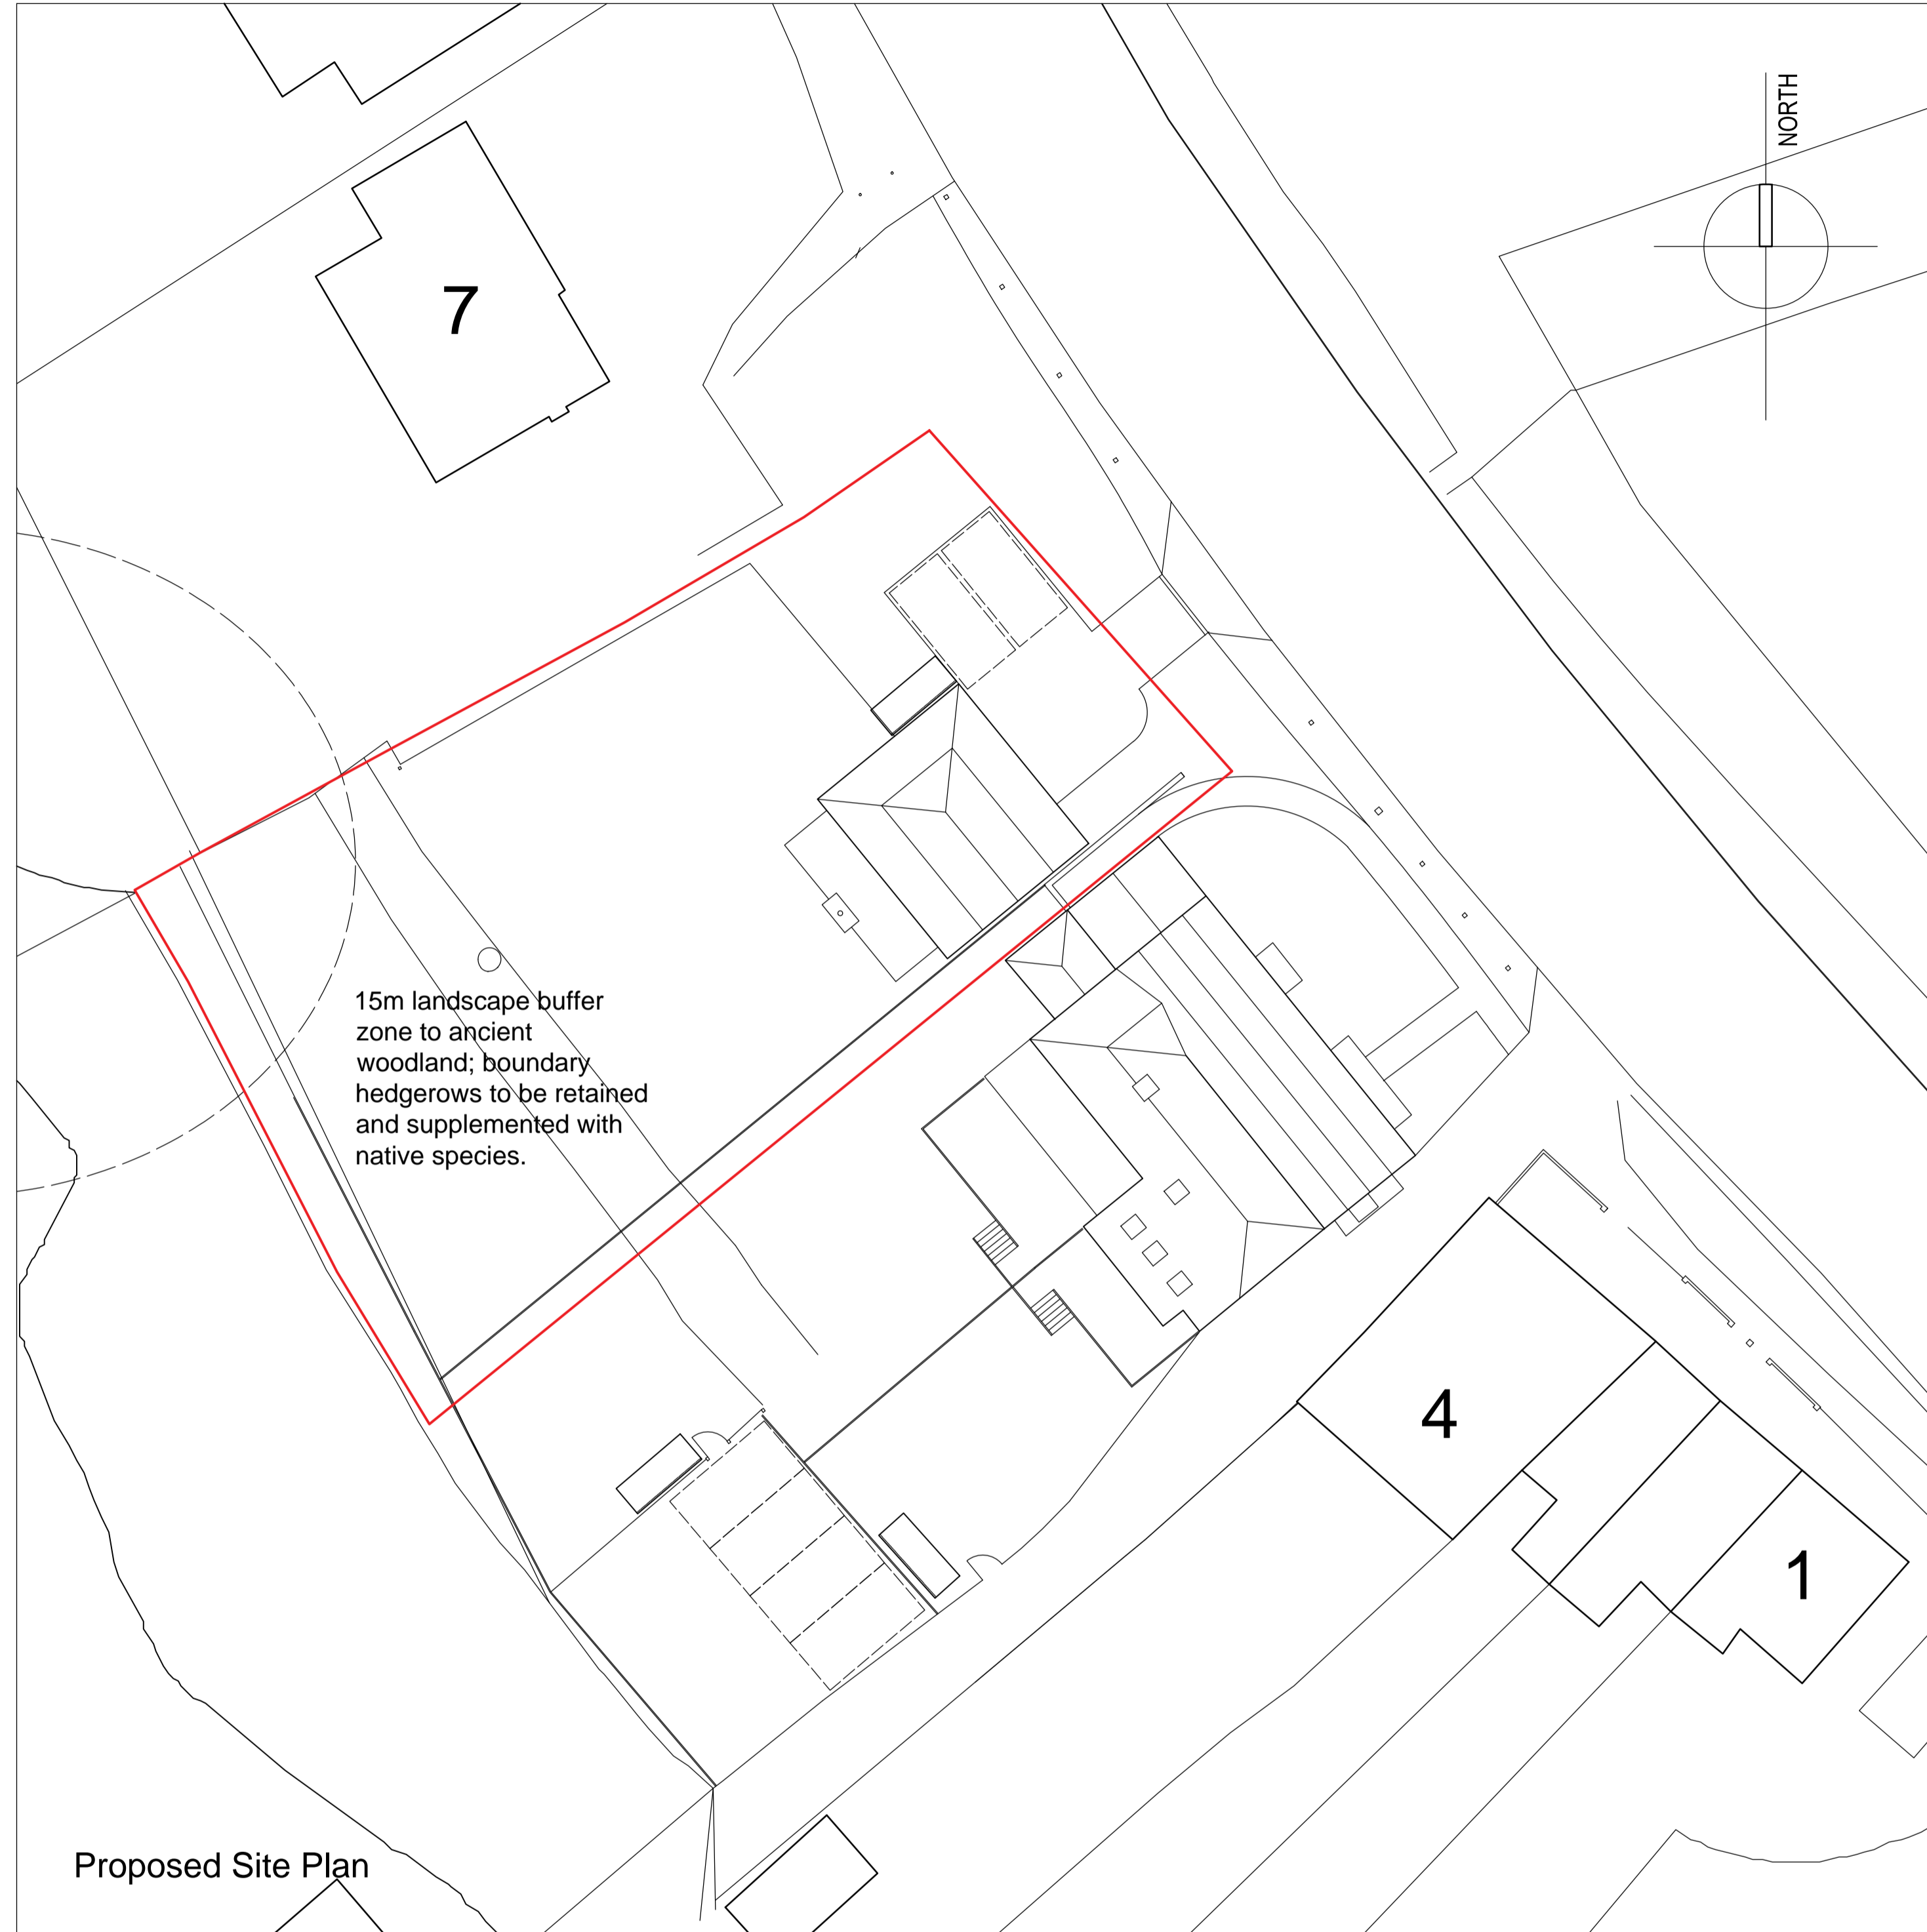 NORTH
7
15m landscape buffer
zone to ancient
woodland; boundary
hedgerows to be retained
and supplemented with
native species.
4
1
Proposed Site Plan